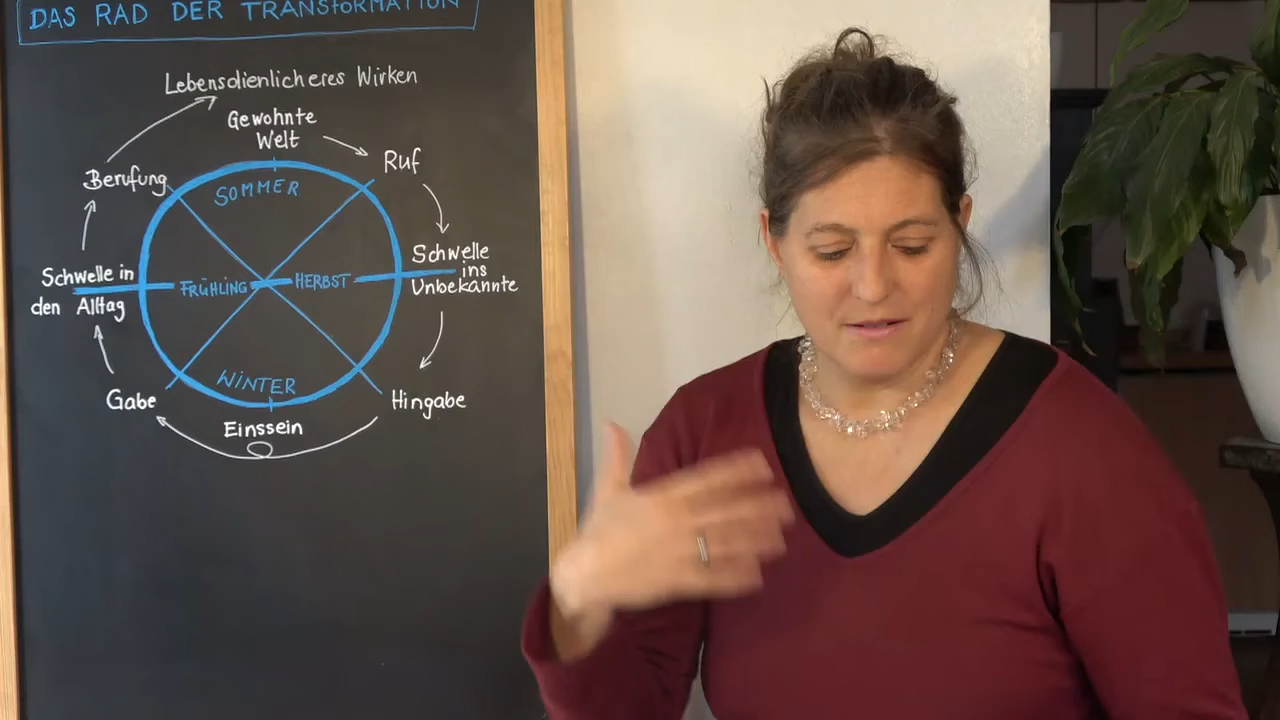 DAS RAD DER TRANSFORMATION
Lebensdienlicheres Wirken
Gewohnte
Welt
Ruf
Berufung
SOMMER
Schwelle
ins
Unbekannte
Schwelle in
den Alltag
FRÜHLING
HERBST
WINTER
Gabe
Hingabe
Einssein